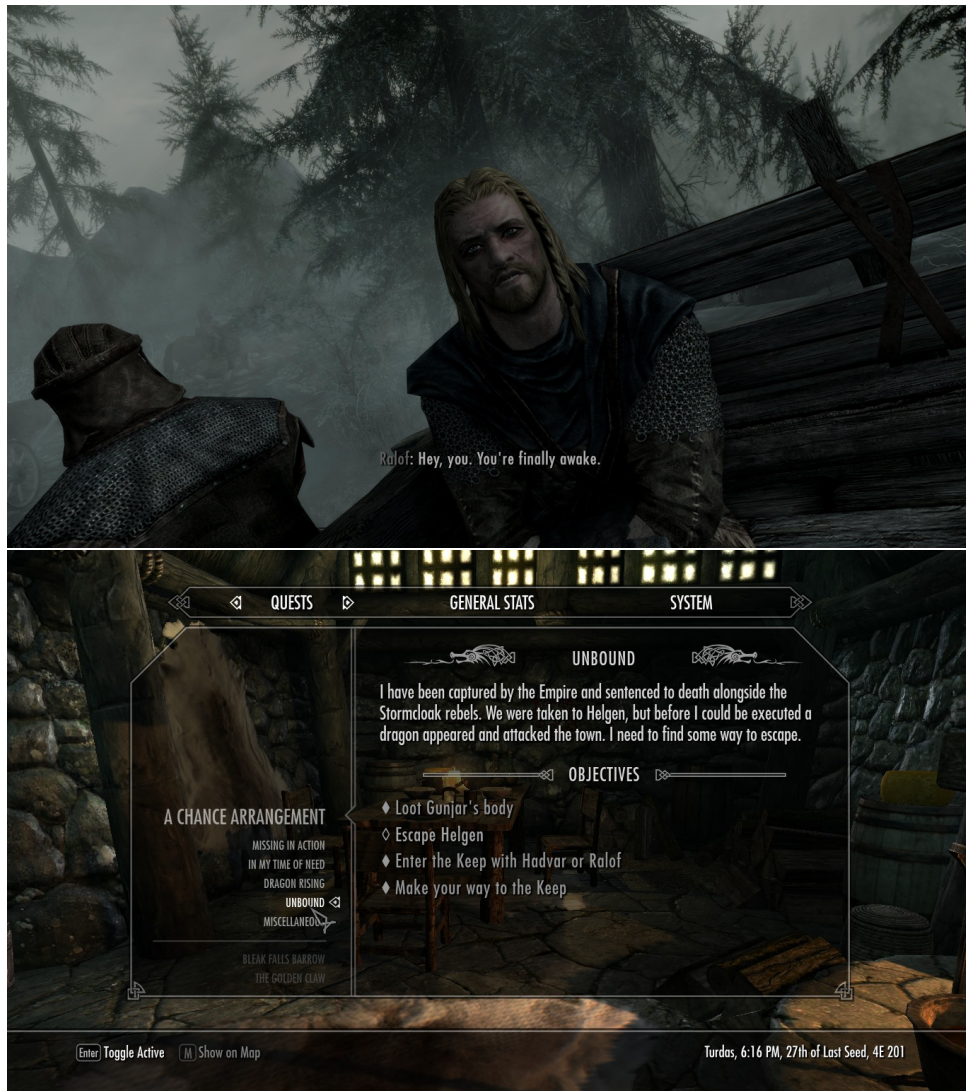 Ralof: Hey, you. You're finally awake.
QUESTS
GENERAL STATS
SYSTEM
A CHANCE ARRANGEMENT
MISSING IN ACTION
IN MY TIME OF NEED
DRAGON RISING
UNBOUND
MISCELLANEOUS
BLEAK FALLS BARROW
THE GOLDEN CLAW
UNBOUND
I have been captured by the Empire and sentenced to death alongside the
Stormcloak rebels. We were taken to Helgen, but before I could be executed a
dragon appeared and attacked the town. I need to find some way to escape.
OBJECTIVES
Loot Gunjar's body
Escape Helgen
Enter the Keep with Hadvar or Ralof
Make your way to the Keep
Enter Toggle Active
M Show on Map
Turdas, 6:16 PM, 27th of Last Seed, 4E 201